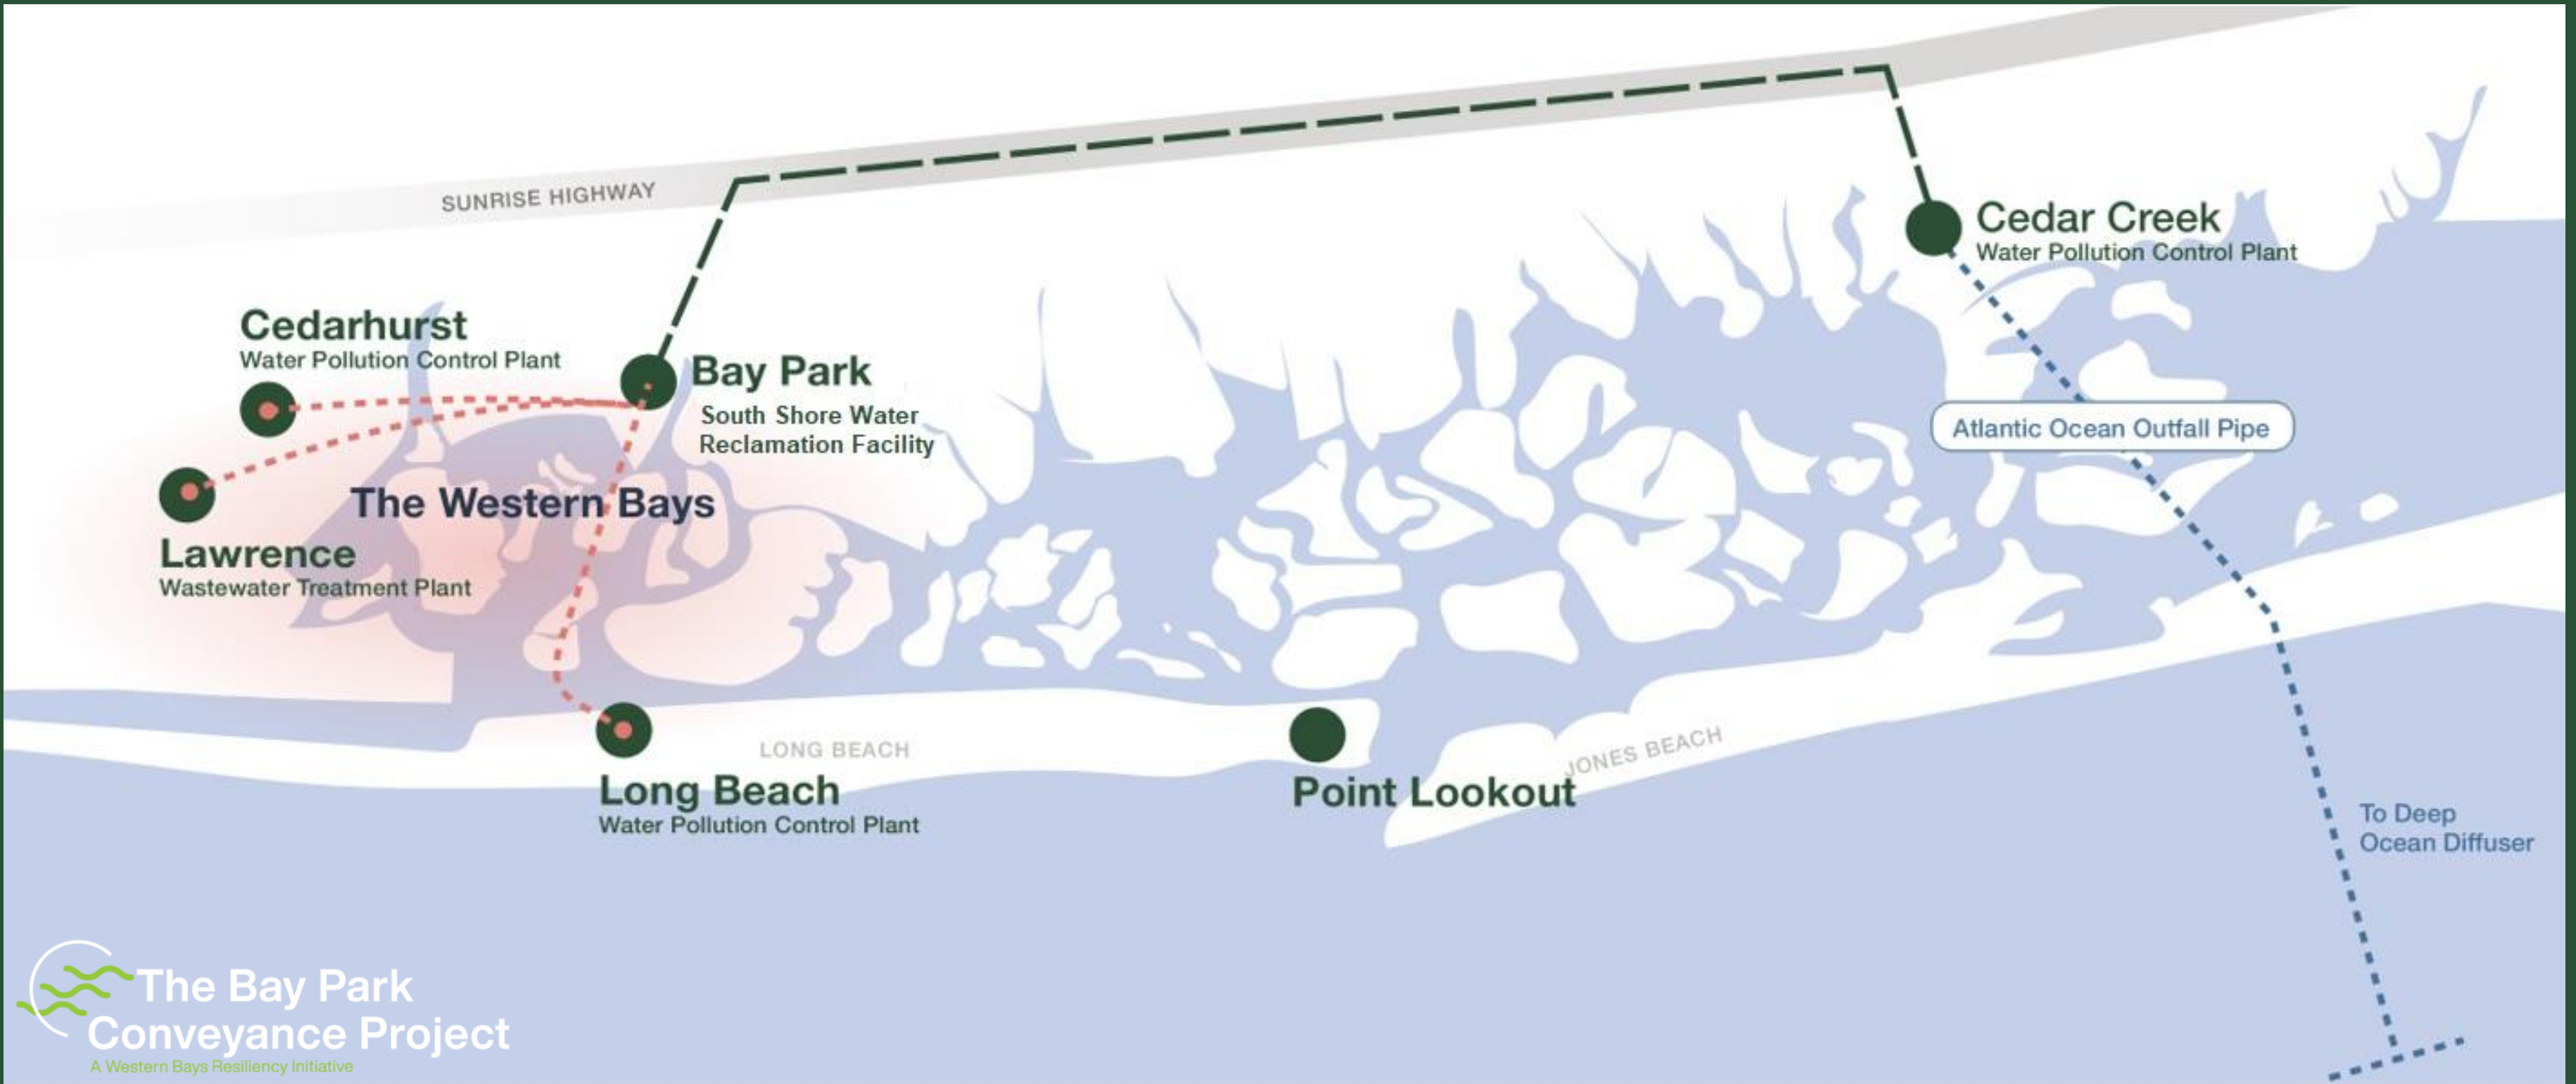 SUNRISE HIGHWAY
Cedar Creek
Water Pollution Control Plant
Cedarhurst
Water Pollution Control Plant
Bay Park
South Shore Water
Reclamation Facility
Atlantic Ocean Outfall Pipe
The Western Bays
Lawrence
Wastewater Treatment Plant
LONG BEACH
JONES BEACH
Long Beach
Water Pollution Control Plant
Point Lookout
To Deep
Ocean Diffuser
The Bay Park
Conveyance Project
A Western Bays Resiliency Initiative